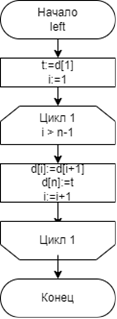 Начало
left
t:=d[1]
i:=1
Цикл 1
i > n-1
d[i]:=d[i+1]
d[n]:=t
i:=i+1
Цикл 1
Конец